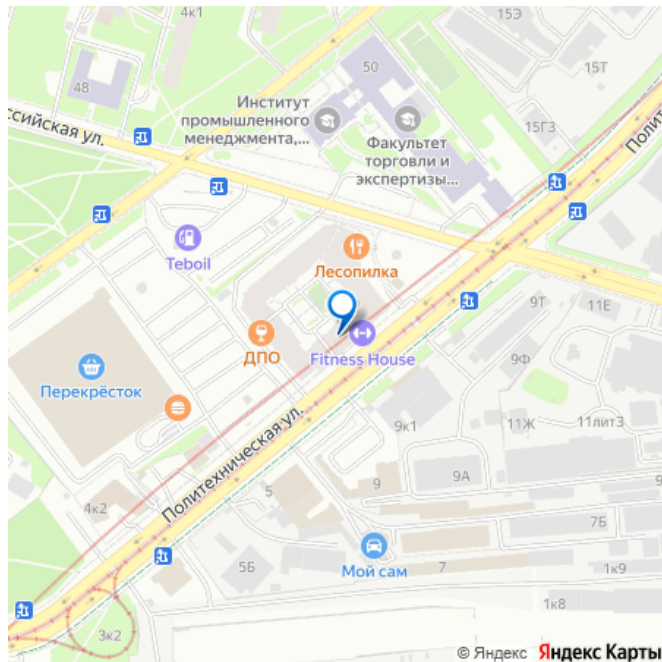 4к1
15Э
50
15Т
48
Институт
промышленного
менеджмента,...
Факультет
торговли и
экспертизы...
15Г3
Полит
ссийская ул.
Teboil
Лесопилка
9Т
11Е
ДПО
Fitness House
9Ф
Перекрёсток
Политехническая ул.
9к1
11Ж
11лит3
4к2
5
9
9А
7Б
5Б
Мой сам
7
1к9
1к8
3к2
© Яндекс Яндекс Карты